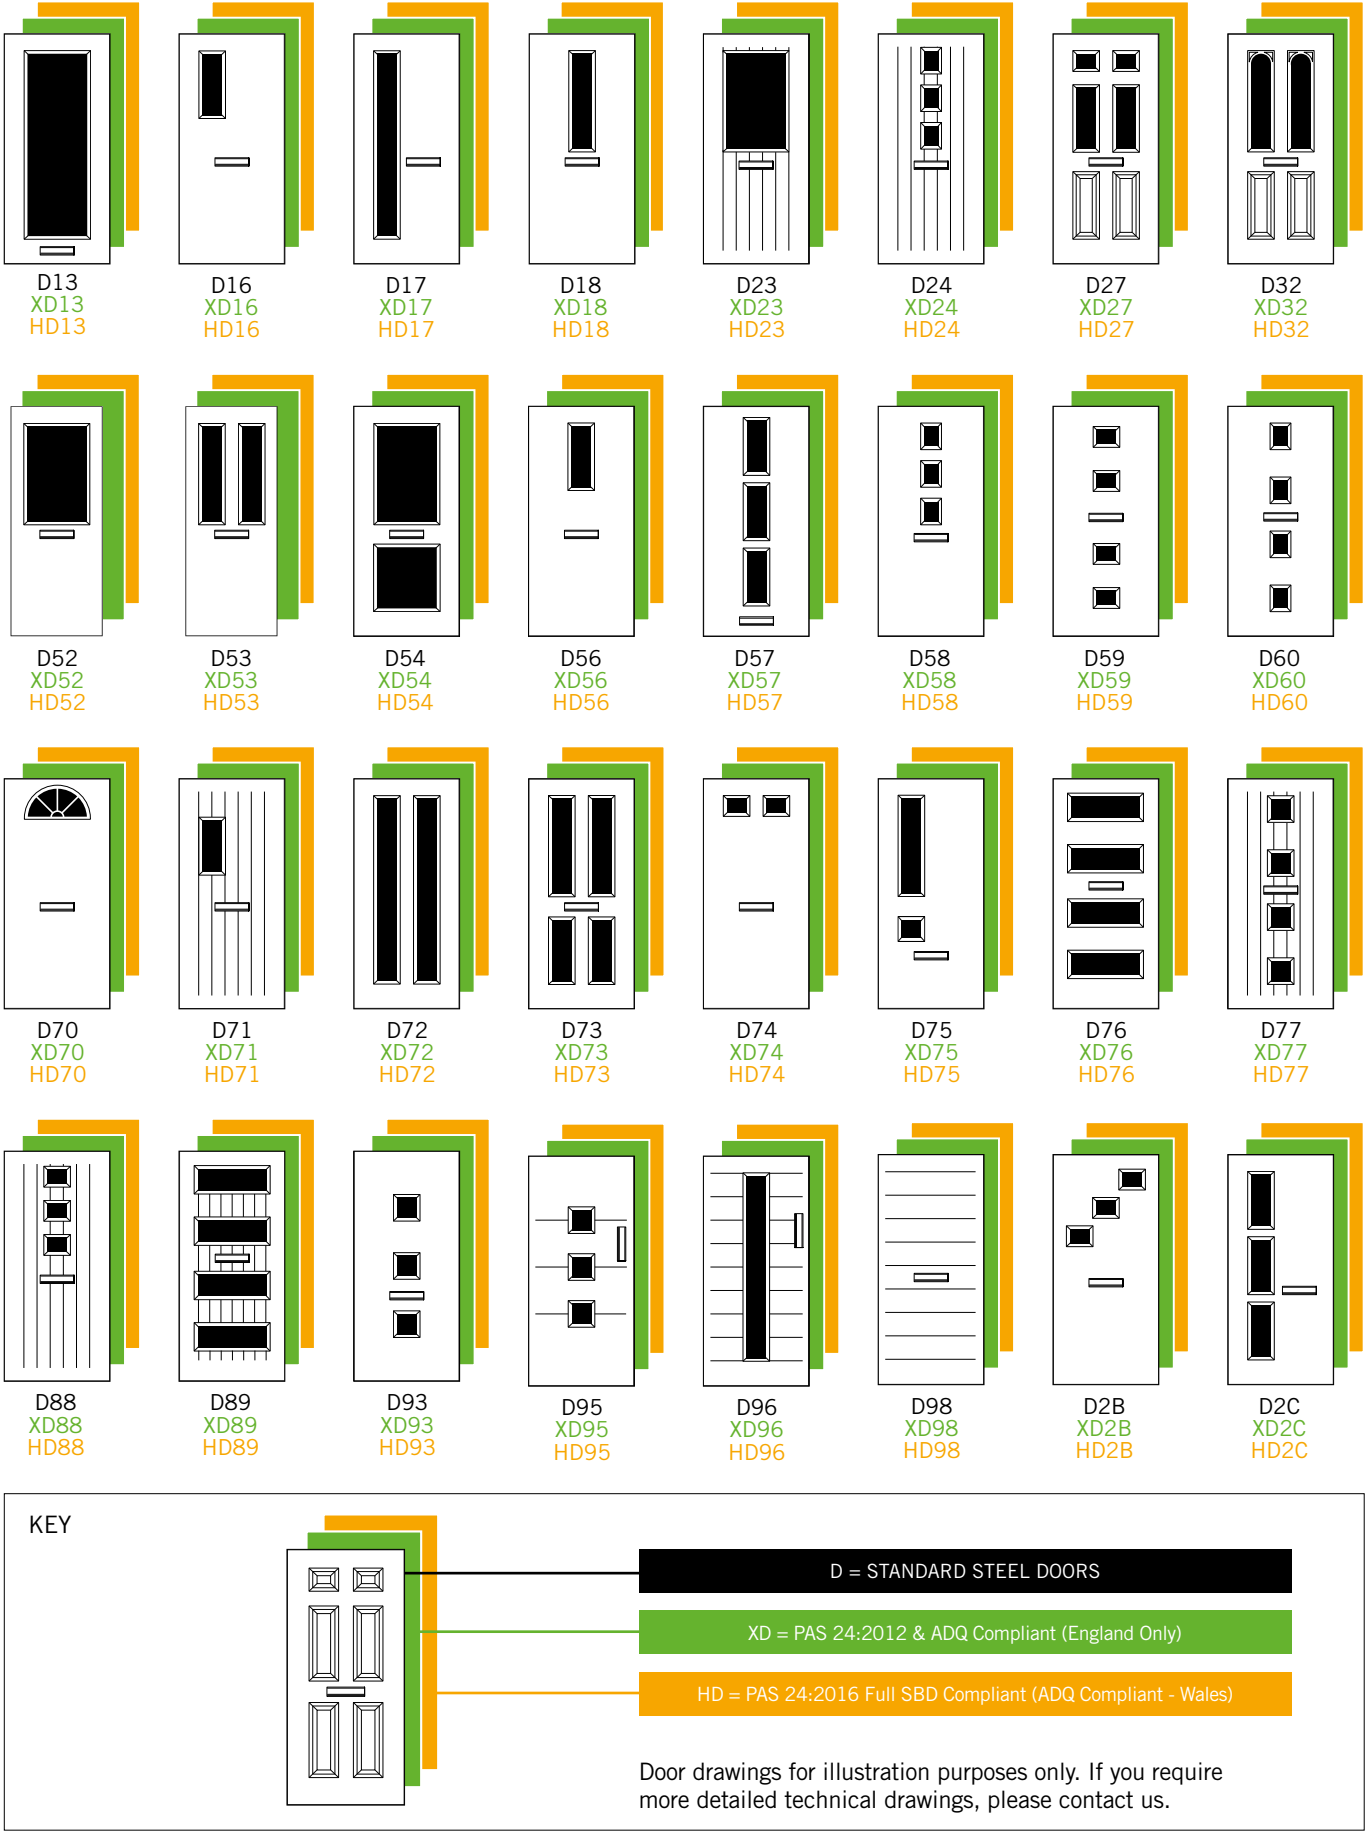 D13
XD13
HD13
D16
XD16
HD16
D17
XD17
HD17
D18
XD18
HD18
D23
XD23
HD23
D24
XD24
HD24
D27
XD27
HD27
D32
XD32
HD32
D52
XD52
HD52
D53
XD53
HD53
D54
XD54
HD54
D56
XD56
HD56
D57
XD57
HD57
D58
XD58
HD58
D59
XD59
HD59
D60
XD60
HD60
D70
XD70
HD70
D71
XD71
HD71
D72
XD72
HD72
D73
XD73
HD73
D74
XD74
HD74
D75
XD75
HD75
D76
XD76
HD76
D77
XD77
HD77
D88
XD88
HD88
D89
XD89
HD89
D93
XD93
HD93
D95
XD95
HD95
D96
XD96
HD96
D98
XD98
HD98
D2B
XD2B
HD2B
D2C
XD2C
HD2C
KEY
D = STANDARD STEEL DOORS
XD = PAS 24:2012 & ADQ Compliant (England Only)
HD = PAS 24:2016 Full SBD Compliant (ADQ Compliant - Wales)
Door drawings for illustration purposes only. If you require
more detailed technical drawings, please contact us.